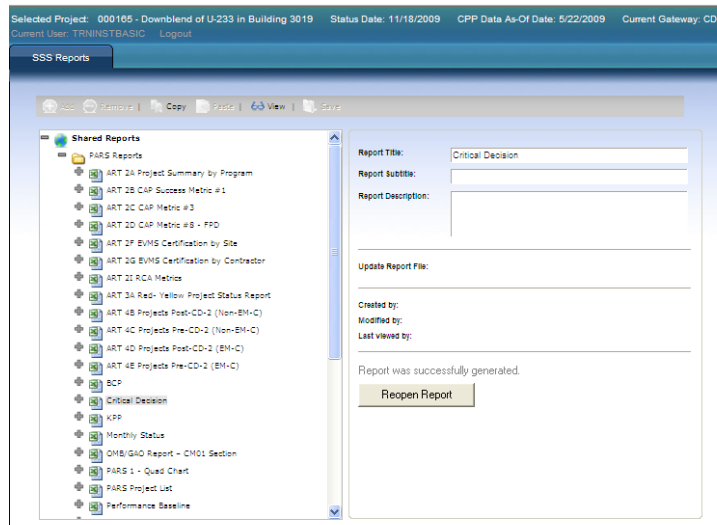 Selected Project: 000165 - Downblend of U-233 in Building 3019 Status Date: 11/18/2009 CPP Data As-Of Date: 5/22/2009 Current Gateway: CD
Current User: TRNINSTBASIC Logout
SSS Reports
Add Remove | Copy Paste | View | Save
Shared Reports
PARS Reports
ART 2A Project Summary by Program
ART 2B CAP Success Metric #1
ART 2C CAP Metric #3
ART 2D CAP Metric #8 - FPD
ART 2F EVMS Certification by Site
ART 2G EVMS Certification by Contractor
ART 2I RCA Metrics
ART 3A Red- Yellow Project Status Report
ART 4B Projects Post-CD-2 (Non-EM-C)
ART 4C Projects Pre-CD-2 (Non-EM-C)
ART 4D Projects Post-CD-2 (EM-C)
ART 4E Projects Pre-CD-2 (EM-C)
BCP
Critical Decision
KPP
Monthly Status
OMB/GAO Report - CM01 Section
PARS 1 - Quad Chart
PARS Project List
Performance Baseline
Report Title: Critical Decision
Report Subtitle:
Report Description:
Update Report File:
Created by:
Modified by:
Last viewed by:
Report was successfully generated.
Reopen Report